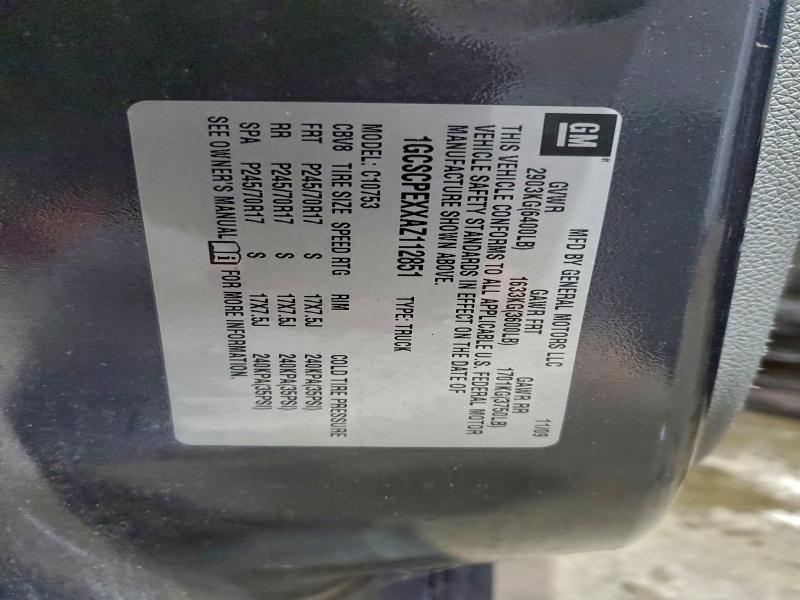 GM
MFD BY GENERAL MOTORS LLC 11/09
GVWR GAWR FRT GAWR RR
2903KG(6400LB) 1633KG(3600LB) 1701KG(3750LB)
THIS VEHICLE CONFORMS TO ALL APPLICABLE U.S. FEDERAL MOTOR
VEHICLE SAFETY STANDARDS IN EFFECT ON THE DATE OF
MANUFACTURE SHOWN ABOVE.
1GCSCPEXXAZ112851 TYPE: TRUCK
MODEL: C10753
CBV8 TIRE SIZE SPEED RTG RIM COLD TIRE PRESSURE
FRT P245/70R17 S 17X7.5J 240KPA(35PSI)
RR P245/70R17 S 17X7.5J 240KPA(35PSI)
SPA P245/70R17 S 17X7.5J 240KPA(35PSI)
SEE OWNER'S MANUAL FOR MORE INFORMATION.